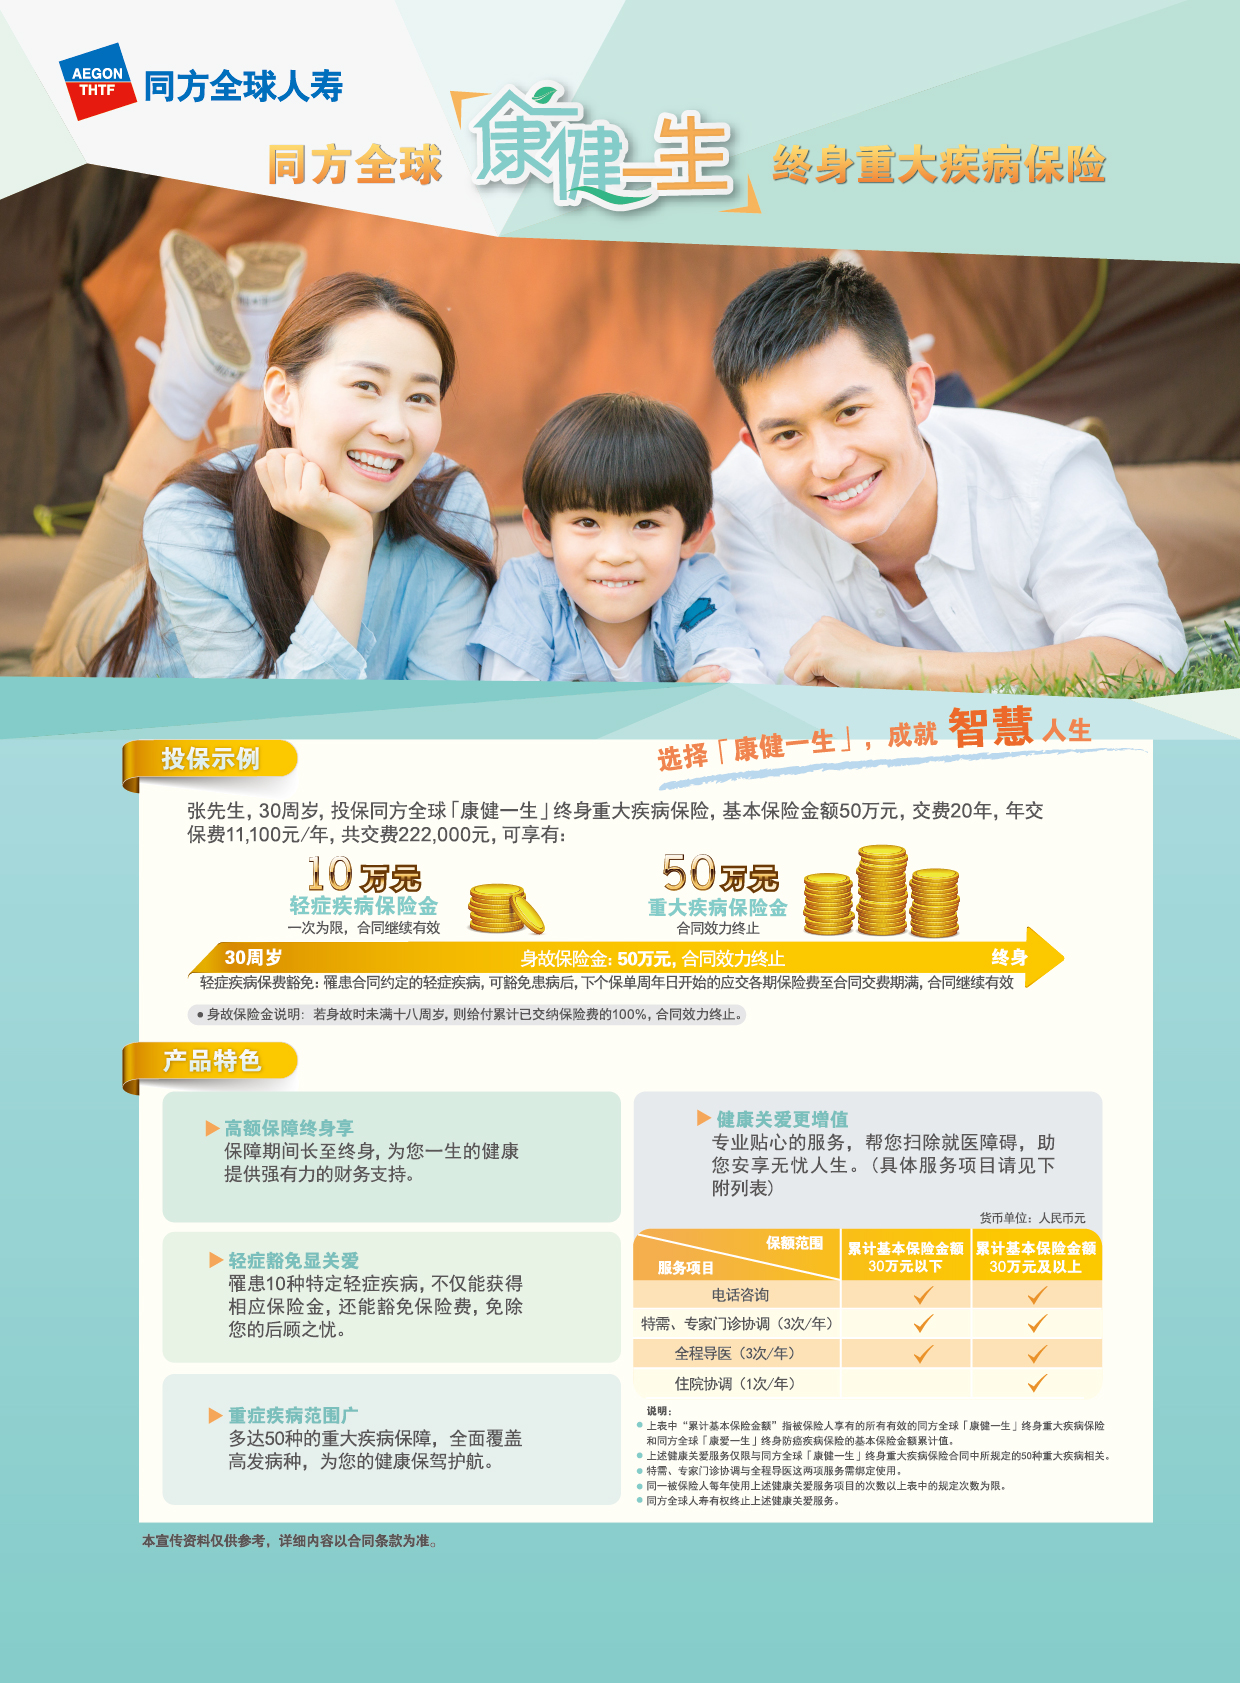 AEGON
THTF
同方全球人寿
同方全球 康健一生 终身重大疾病保险
选择「康健一生」，成就 智慧 人生
投保示例
张先生，30周岁，投保同方全球「康健一生」终身重大疾病保险，基本保险金额50万元，交费20年，年交
保费11,100元/年，共交费222,000元，可享有：
10万元
轻症疾病保险金
一次为限，合同继续有效
50万元
重大疾病保险金
合同效力终止
30周岁 身故保险金：50万元，合同效力终止 终身
轻症疾病保费豁免：罹患合同约定的轻症疾病，可豁免患病后，下个保单周年日开始的应交各期保险费至合同交费期满，合同继续有效
● 身故保险金说明： 若身故时未满十八周岁，则给付累计已交纳保险费的100%，合同效力终止。
产品特色
高额保障终身享
保障期间长至终身，为您一生的健康
提供强有力的财务支持。
轻症豁免显关爱
罹患10种特定轻症疾病，不仅能获得
相应保险金，还能豁免保险费，免除
您的后顾之忧。
重症疾病范围广
多达50种的重大疾病保障，全面覆盖
高发病种，为您的健康保驾护航。
健康关爱更增值
专业贴心的服务，帮您扫除就医障碍，助
您安享无忧人生。（具体服务项目请见下
附列表）
货币单位：人民币元
保额范围
服务项目
累计基本保险金额
30万元以下
累计基本保险金额
30万元及以上
电话咨询 ✓ ✓
特需、专家门诊协调（3次/年） ✓ ✓
全程导医（3次/年） ✓ ✓
住院协调（1次/年） ✓
说明：
● 上表中“累计基本保险金额”指被保险人享有的所有有效的同方全球「康健一生」终身重大疾病保险
和同方全球「康爱一生」终身防癌疾病保险的基本保险金额累计值。
● 上述健康关爱服务仅限与同方全球「康健一生」终身重大疾病保险合同中所规定的50种重大疾病相关。
● 特需、专家门诊协调与全程导医这两项服务需绑定使用。
● 同一被保险人每年使用上述健康关爱服务项目的次数以上表中的规定次数为限。
● 同方全球人寿有权终止上述健康关爱服务。
本宣传资料仅供参考，详细内容以合同条款为准。